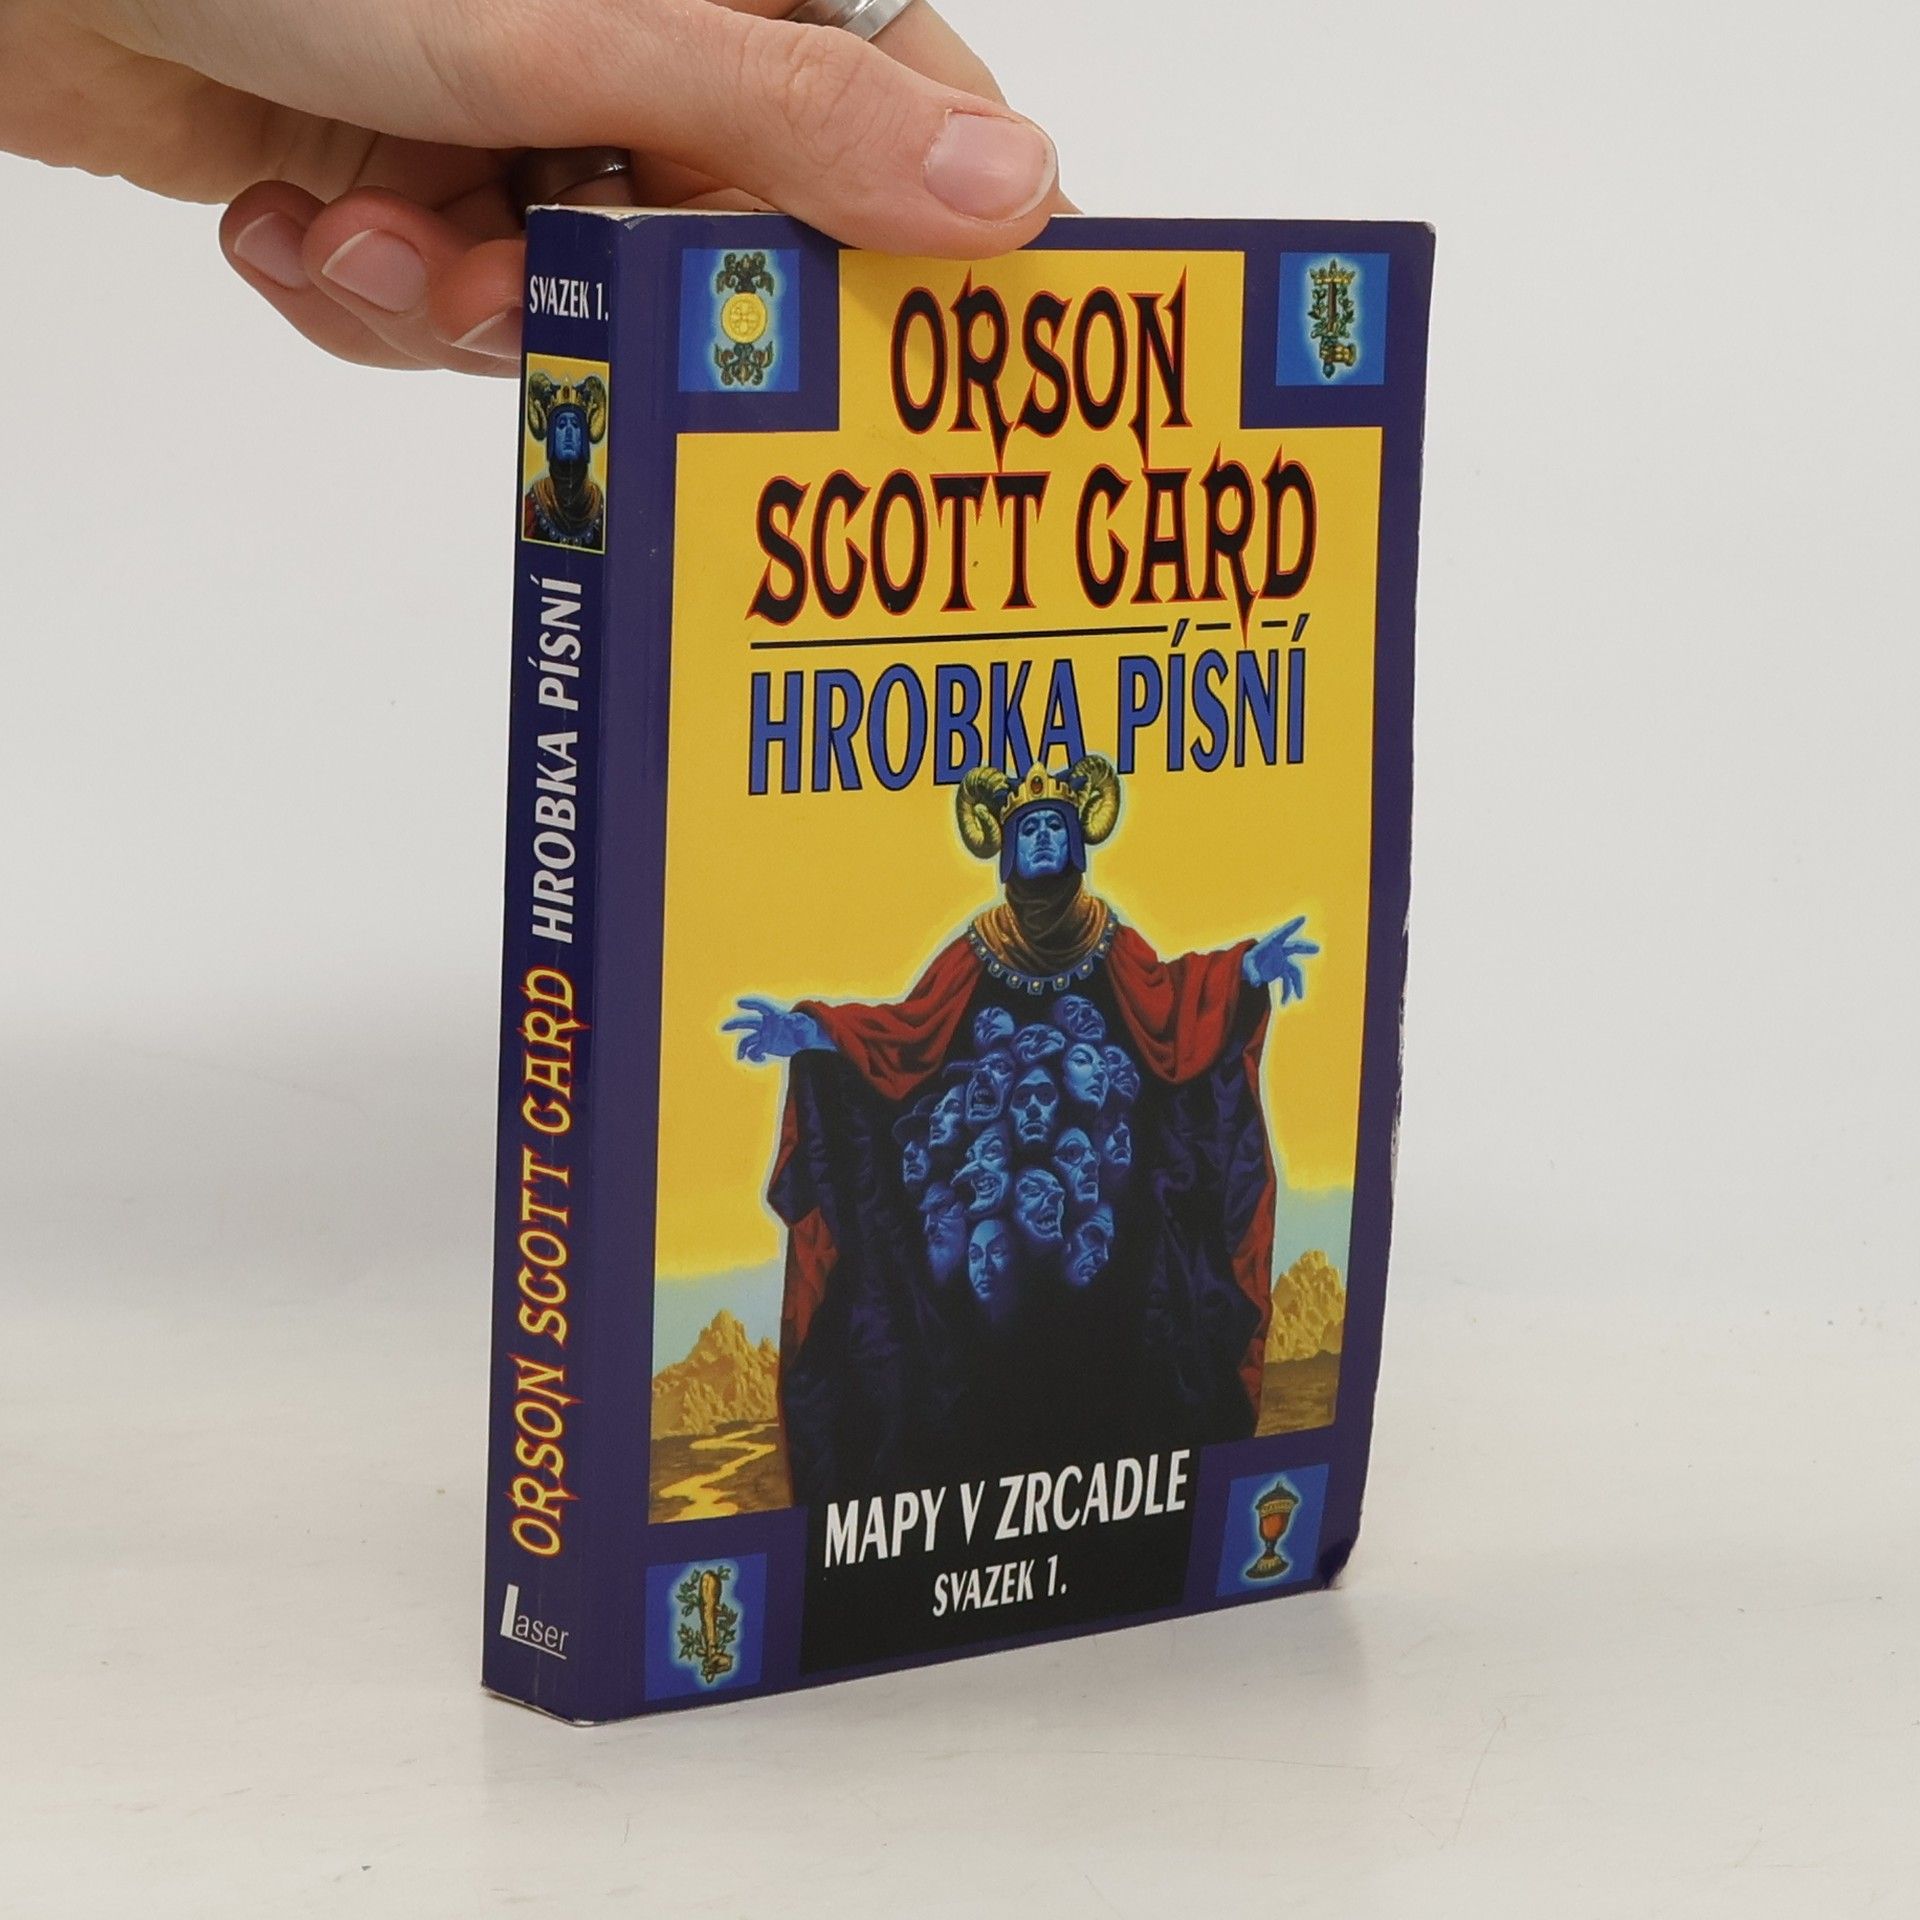 SVAZEK 1.
ORSON SCOTT CARD HROBKA PÍSNÍ
laser
ORSON
SCOTT CARD
HROBKA PÍSNÍ
MAPY V ZRCADLE
SVAZEK 1.